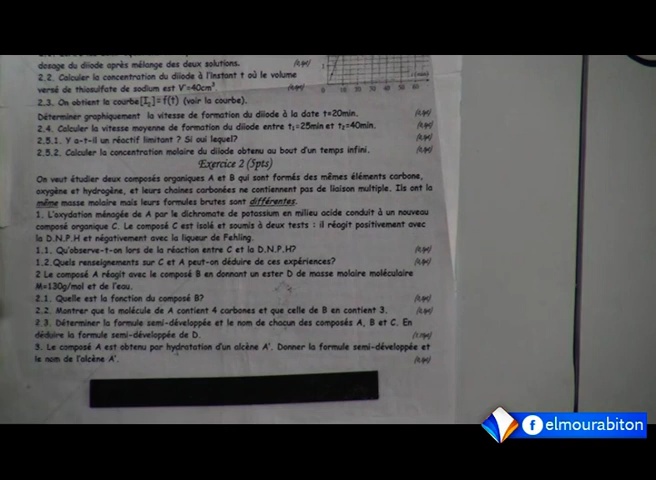 dosage du diiode après mélange des deux solutions. (0,5pt)
2.2. Calculer la concentration du diiode à l'instant t où le volume
versé de thiosulfate de sodium est V'=40cm³ (0,5pt)
0 10 20 30 40 50 60
2.3. On obtient la courbe [I₂]=f(t) (voir la courbe).
Déterminer graphiquement la vitesse de formation du diiode à la date t=20min.
2.4. Calculer la vitesse moyenne de formation du diiode entre t₁=25min et t₂=40min.
2.5.1. Y a-t-il un réactif limitant ? Si oui lequel?
2.5.2. Calculer la concentration molaire du diiode obtenu au bout d'un temps infini.
Exercice 2 (5pts)
On veut étudier deux composés organiques A et B qui sont formés des mêmes éléments carbone,
oxygène et hydrogène, et leurs chaines carbonées ne contiennent pas de liaison multiple. Ils ont la
même masse molaire mais leurs formules brutes sont différentes.
1. L'oxydation ménagée de A par le dichromate de potassium en milieu acide conduit à un nouveau
composé organique C. Le composé C est isolé et soumis à deux tests : il réagit positivement avec
la D.N.P.H et négativement avec la liqueur de Fehling.
1.1. Qu'observe-t-on lors de la réaction entre C et la D.N.P.H?
1.2. Quels renseignements sur C et A peut-on déduire de ces expériences?
2 Le composé A réagit avec le composé B en donnant un ester D de masse molaire moléculaire
M=130g/mol et de l'eau.
2.1. Quelle est la fonction du composé B?
2.2. Montrer que la molécule de A contient 4 carbones et que celle de B en contient 3.
2.3. Déterminer la formule semi-développée et le nom de chacun des composés A, B et C. En
déduire la formule semi-développée de D.
3. Le composé A est obtenu par hydratation d'un alcène A'. Donner la formule semi-développée et
le nom de l'alcène A'.
elmourabiton